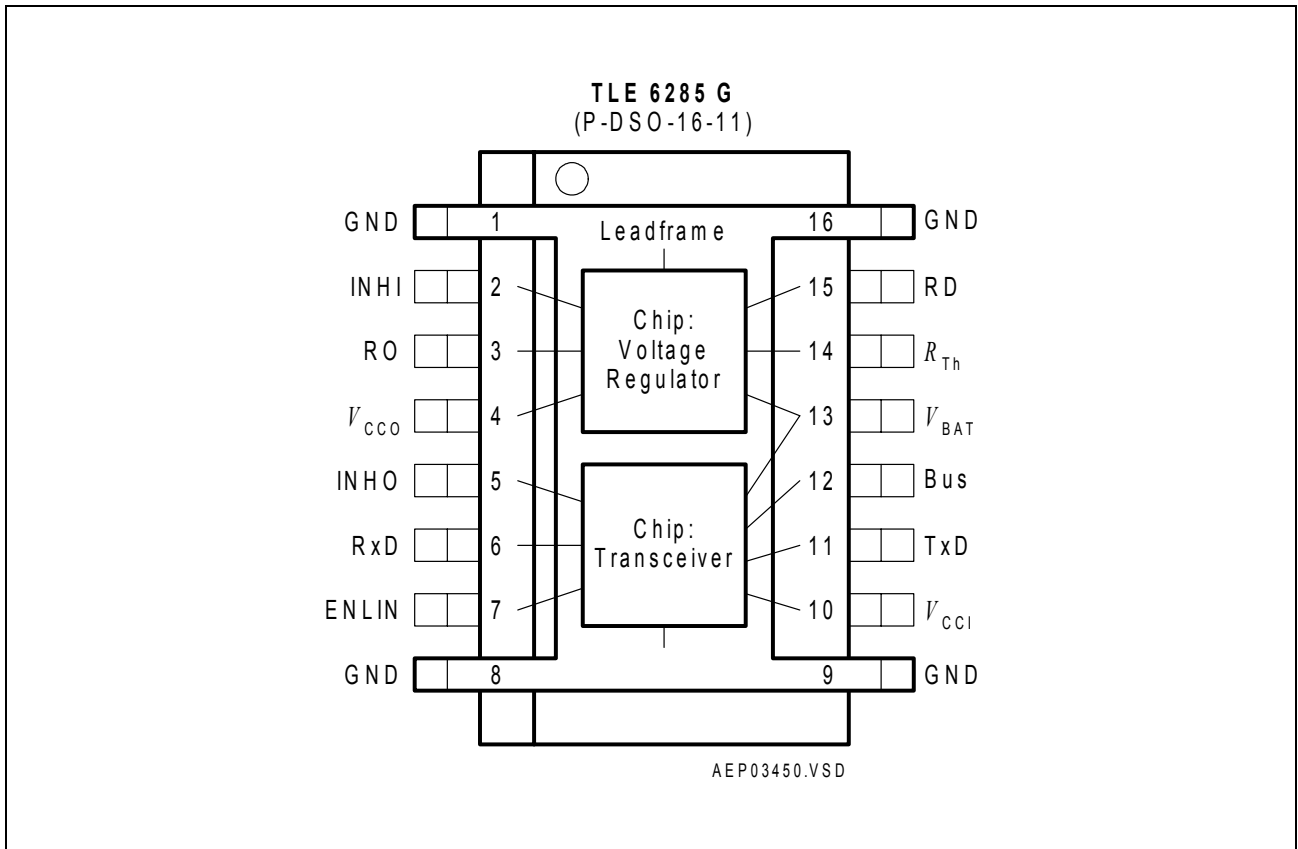 TLE 6285 G
(P-DSO-16-11)
GND 1 Leadframe 16 GND
INHI 2 15 RD
Chip:
RO 3 Voltage 14 RTh
Regulator
VCCO 4 13 VBAT
INHO 5 12 Bus
Chip:
RxD 6 Transceiver 11 TxD
ENLIN 7 10 VCCI
GND 8 9 GND
AEP03450.VSD